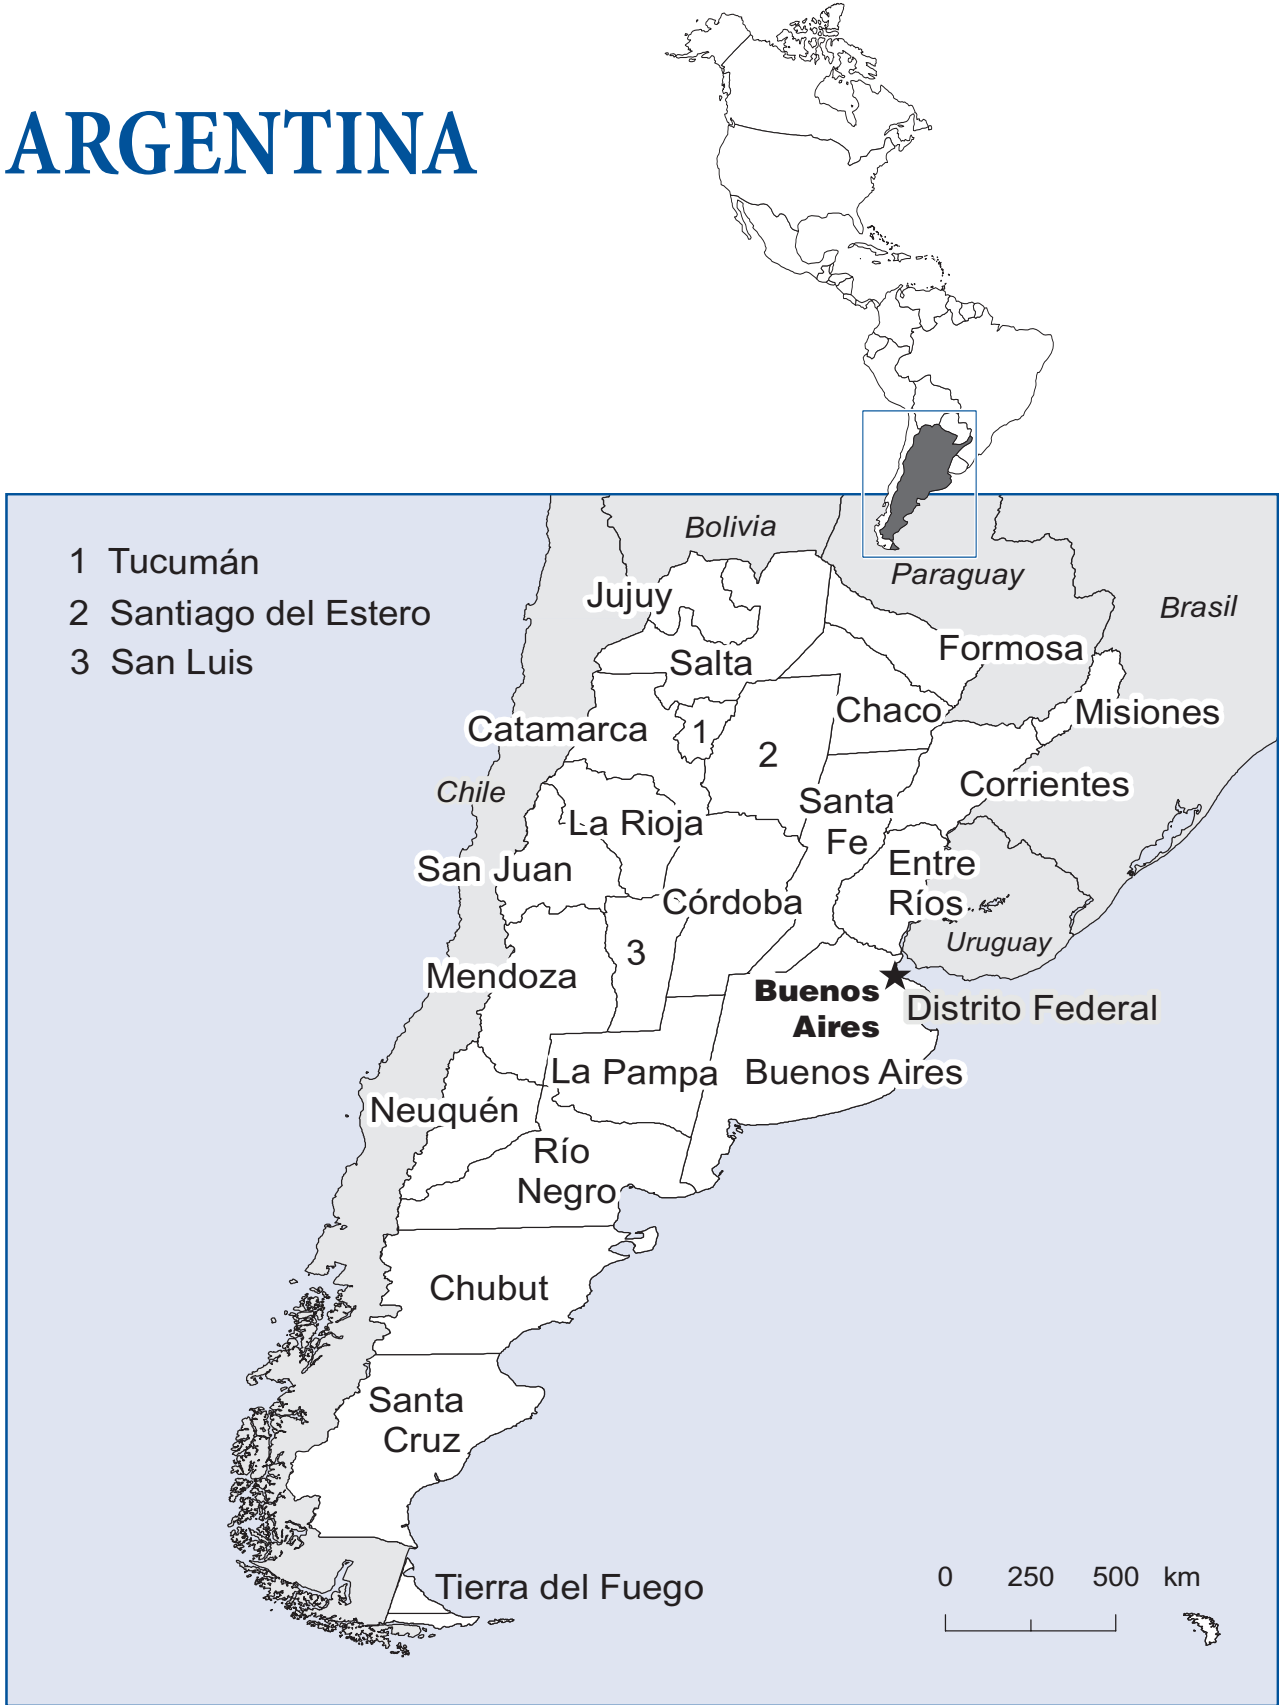 ARGENTINA
1 Tucumán
2 Santiago del Estero
3 San Luis
Bolivia
Paraguay
Brasil
Jujuy
Formosa
Salta
Chaco
Misiones
Catamarca
1
2
Corrientes
Chile
Santa
Fe
La Rioja
San Juan
Entre
Ríos
Córdoba
Uruguay
3
Mendoza
Buenos
Aires
Distrito Federal
La Pampa
Buenos Aires
Neuquén
Río
Negro
Chubut
Santa
Cruz
Tierra del Fuego
0 250 500 km